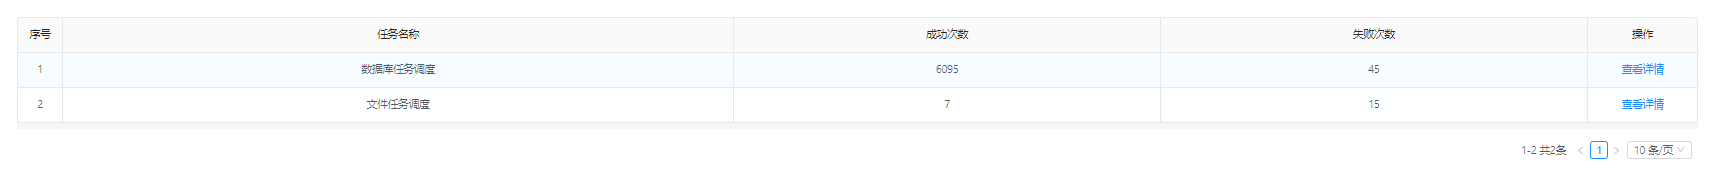 序号 任务名称 成功次数 失败次数 操作
1 数据库任务调度 6095 45 查看详情
2 文件任务调度 7 15 查看详情
1-2 共2条 < 1 > 10 条/页